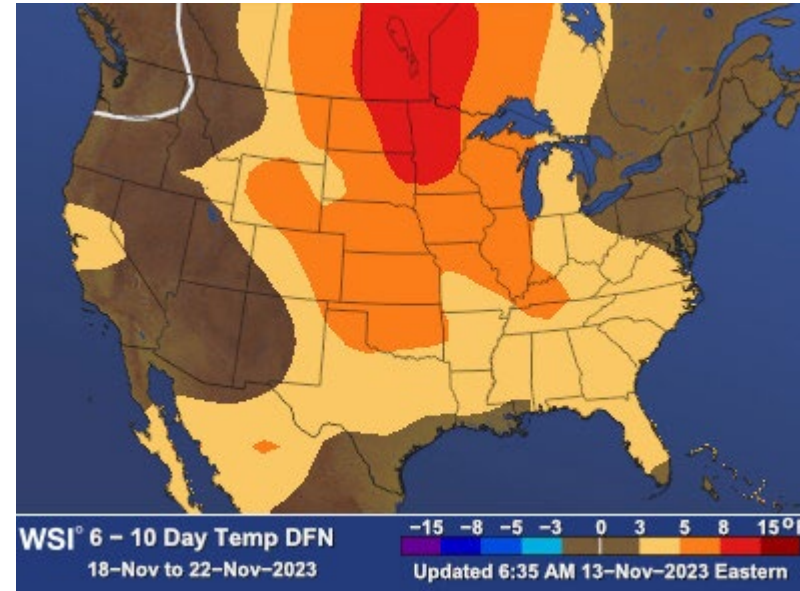 WSI° 6 – 10 Day Temp DFN
18–Nov to 22–Nov–2023
–15 –8 –5 –3 0 3 5 8 15°F
Updated 6:35 AM 13–Nov–2023 Eastern